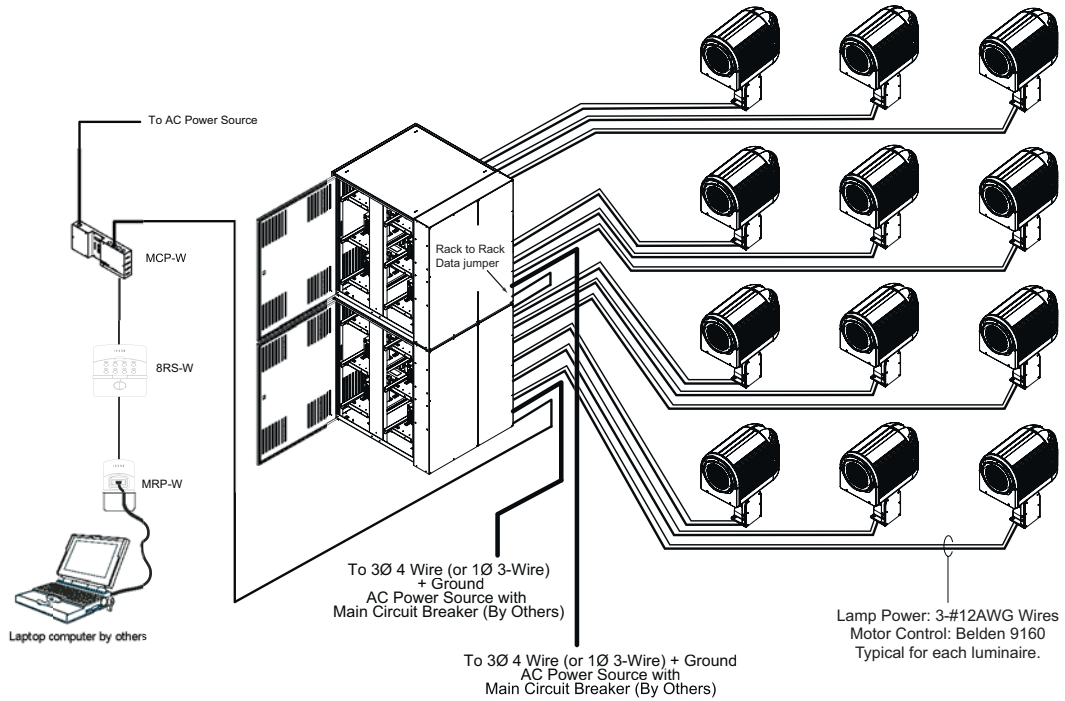 To AC Power Source
MCP-W
Rack to Rack
Data jumper
8RS-W
MRP-W
Laptop computer by others
To 3Ø 4 Wire (or 1Ø 3-Wire)
+ Ground
AC Power Source with
Main Circuit Breaker (By Others)
To 3Ø 4 Wire (or 1Ø 3-Wire) + Ground
AC Power Source with
Main Circuit Breaker (By Others)
Lamp Power: 3-#12AWG Wires
Motor Control: Belden 9160
Typical for each luminaire.